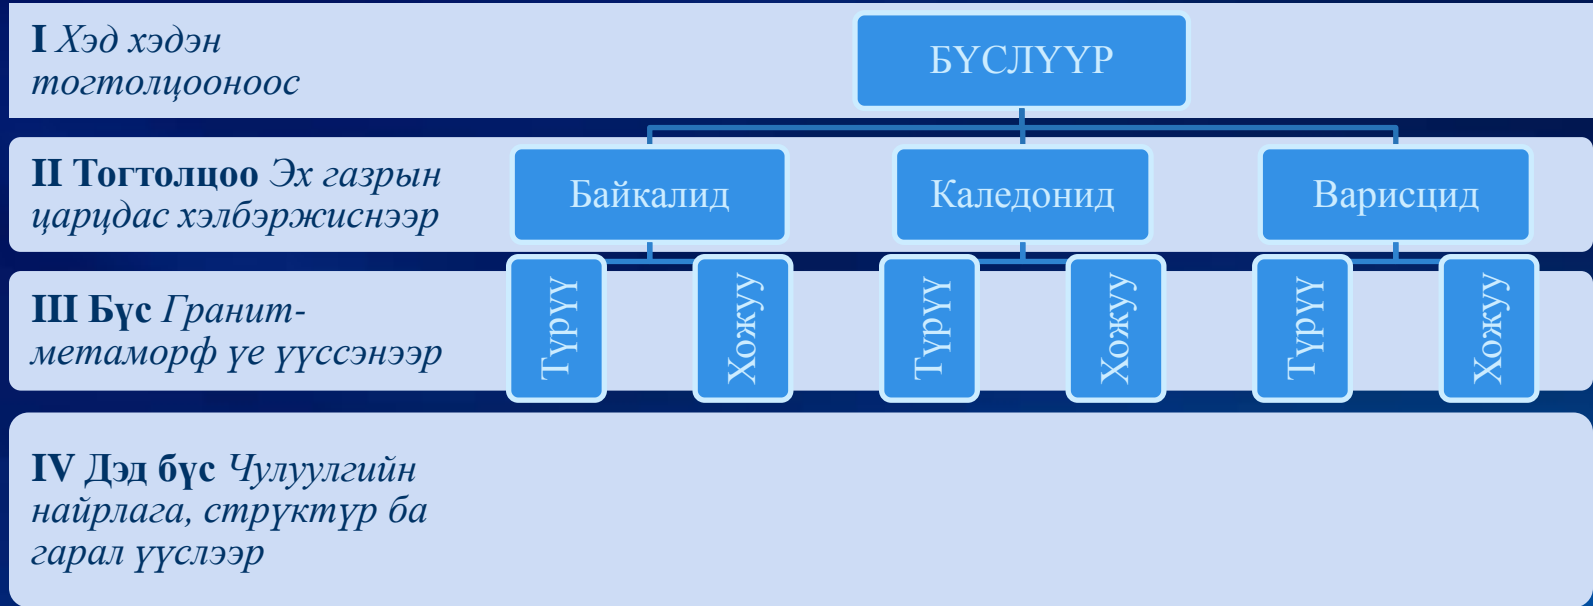 I Хэд хэдэн
тогтолцооноос
БҮСЛҮҮР
II Тогтолцоо Эх газрын
царцдас хэлбэржиснээр
Байкалид
Каледонид
Варисцид
III Бүс Гранит-
метаморф үе үүссэнээр
Түрүү
Хожуу
Түрүү
Хожуу
Түрүү
Хожуу
IV Дэд бүс Чулуулгийн
найрлага, стрүктүр ба
гарал үүслээр